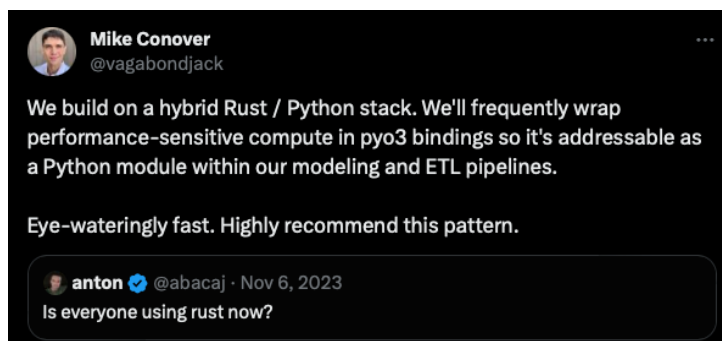 Mike Conover
@vagabondjack
We build on a hybrid Rust / Python stack. We'll frequently wrap
performance-sensitive compute in pyo3 bindings so it's addressable as
a Python module within our modeling and ETL pipelines.
Eye-wateringly fast. Highly recommend this pattern.
anton @abacaj · Nov 6, 2023
Is everyone using rust now?